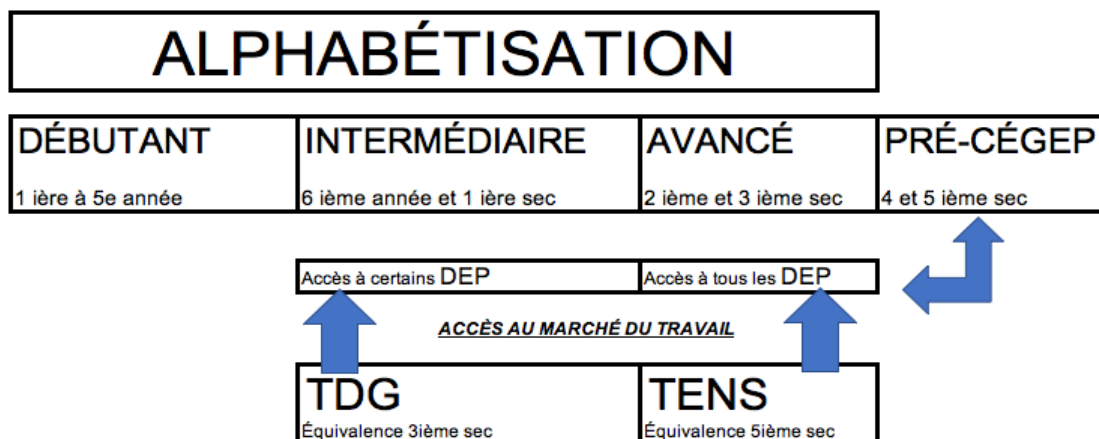 ALPHABÉTISATION
DÉBUTANT
1 ière à 5e année
INTERMÉDIAIRE
6 ième année et 1 ière sec
AVANCÉ
2 ième et 3 ième sec
PRÉ-CÉGEP
4 et 5 ième sec
Accès à certains DEP
Accès à tous les DEP
ACCÈS AU MARCHÉ DU TRAVAIL
TDG
Équivalence 3ième sec
TENS
Équivalence 5ième sec